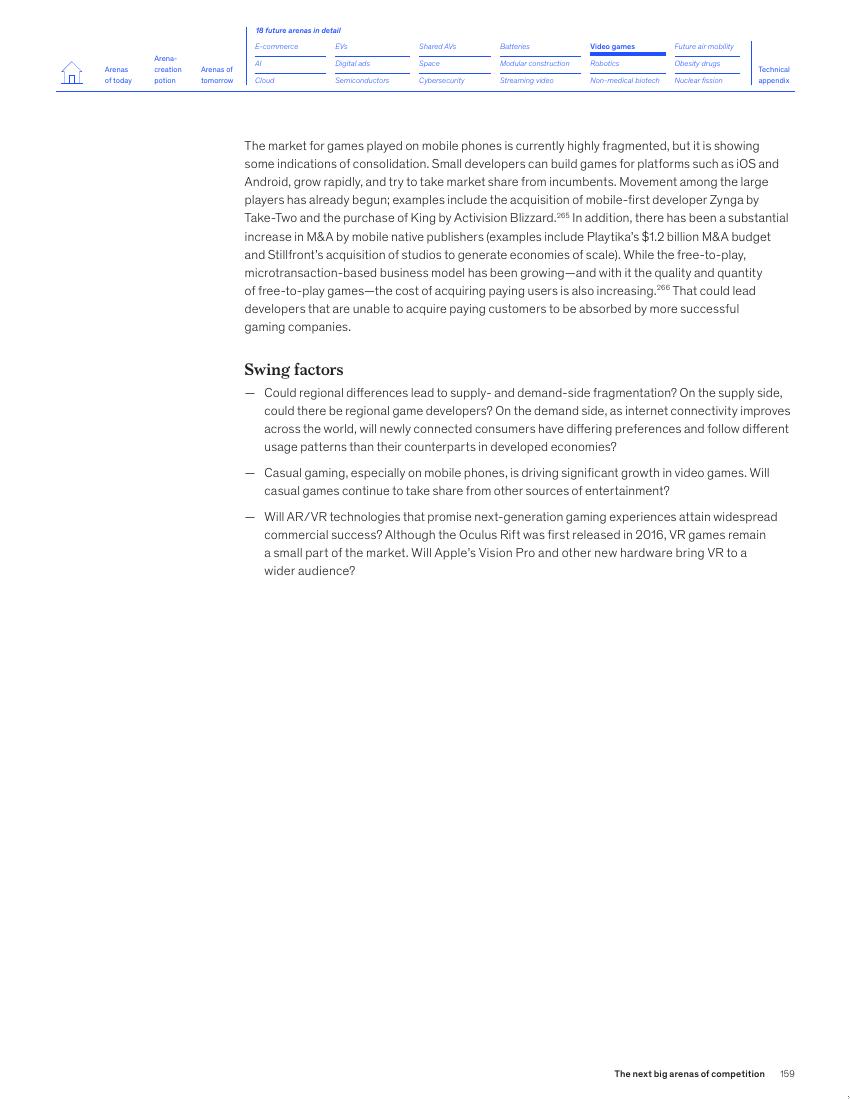 18 future arenas in detail
E-commerce EVs Shared AVs Batteries Video games Future air mobility
Arenas of today
Arena-creation potion
Arenas of tomorrow
AI Digital ads Space Modular construction Robotics Obesity drugs
Cloud Semiconductors Cybersecurity Streaming video Non-medical biotech Nuclear fission
Technical appendix
The market for games played on mobile phones is currently highly fragmented, but it is showing
some indications of consolidation. Small developers can build games for platforms such as iOS and
Android, grow rapidly, and try to take market share from incumbents. Movement among the large
players has already begun; examples include the acquisition of mobile-first developer Zynga by
Take-Two and the purchase of King by Activision Blizzard.265 In addition, there has been a substantial
increase in M&A by mobile native publishers (examples include Playtika’s $1.2 billion M&A budget
and Stillfront’s acquisition of studios to generate economies of scale). While the free-to-play,
microtransaction-based business model has been growing—and with it the quality and quantity
of free-to-play games—the cost of acquiring paying users is also increasing.266 That could lead
developers that are unable to acquire paying customers to be absorbed by more successful
gaming companies.
Swing factors
— Could regional differences lead to supply- and demand-side fragmentation? On the supply side,
could there be regional game developers? On the demand side, as internet connectivity improves
across the world, will newly connected consumers have differing preferences and follow different
usage patterns than their counterparts in developed economies?
— Casual gaming, especially on mobile phones, is driving significant growth in video games. Will
casual games continue to take share from other sources of entertainment?
— Will AR/VR technologies that promise next-generation gaming experiences attain widespread
commercial success? Although the Oculus Rift was first released in 2016, VR games remain
a small part of the market. Will Apple’s Vision Pro and other new hardware bring VR to a
wider audience?
The next big arenas of competition 159